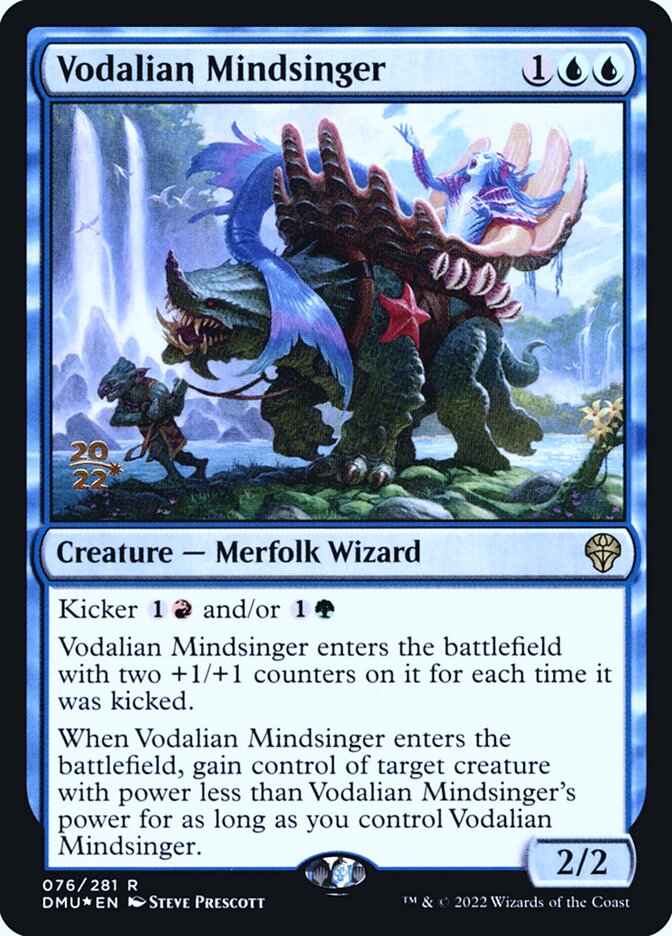 Vodalian Mindsinger 1
20
22
Creature — Merfolk Wizard
Kicker 1 and/or 1
Vodalian Mindsinger enters the battlefield
with two +1/+1 counters on it for each time it
was kicked.
When Vodalian Mindsinger enters the
battlefield, gain control of target creature
with power less than Vodalian Mindsinger's
power for as long as you control Vodalian
Mindsinger.
2/2
076/281 R
DMU★EN Steve Prescott ™ & © 2022 Wizards of the Coast